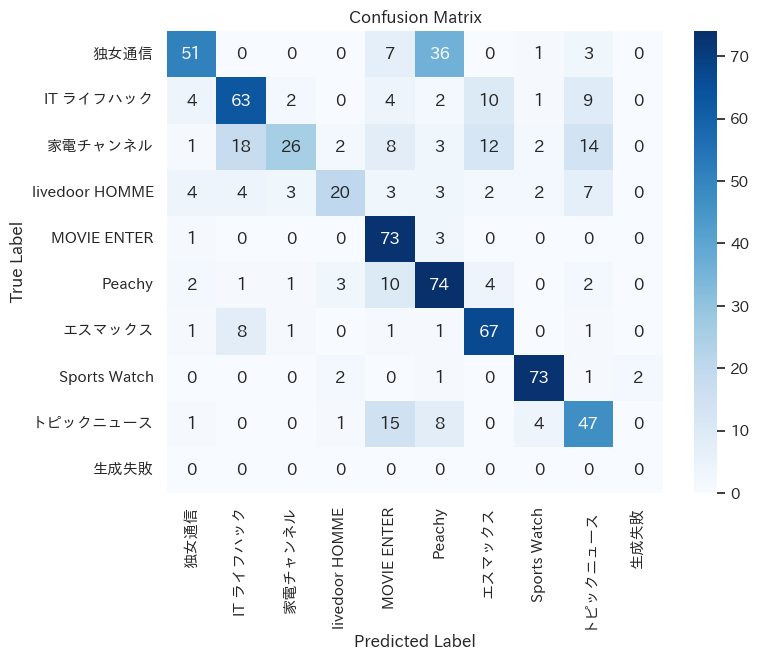 Confusion Matrix
True Label
独女通信 51 0 0 0 7 36 0 1 3 0
IT ライフハック 4 63 2 0 4 2 10 1 9 0
家電チャンネル 1 18 26 2 8 3 12 2 14 0
livedoor HOMME 4 4 3 20 3 3 2 2 7 0
MOVIE ENTER 1 0 0 0 73 3 0 0 0 0
Peachy 2 1 1 3 10 74 4 0 2 0
エスマックス 1 8 1 0 1 1 67 0 1 0
Sports Watch 0 0 0 2 0 1 0 73 1 2
トピックニュース 1 0 0 1 15 8 0 4 47 0
生成失敗 0 0 0 0 0 0 0 0 0 0
独女通信
IT ライフハック
家電チャンネル
livedoor HOMME
MOVIE ENTER
Peachy
エスマックス
Sports Watch
トピックニュース
生成失敗
Predicted Label
70
60
50
40
30
20
10
0